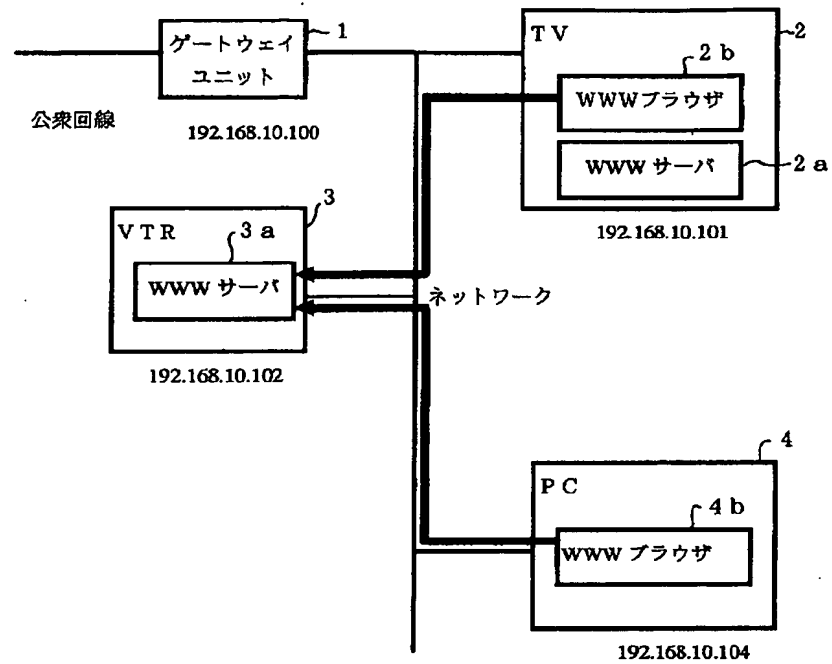 ゲートウェイ
ユニット
1
公衆回線
192.168.10.100
TV
2
2b
WWWブラウザ
WWWサーバ
2a
192.168.10.101
VTR
3
3a
WWWサーバ
192.168.10.102
ネットワーク
PC
4
4b
WWWブラウザ
192.168.10.104